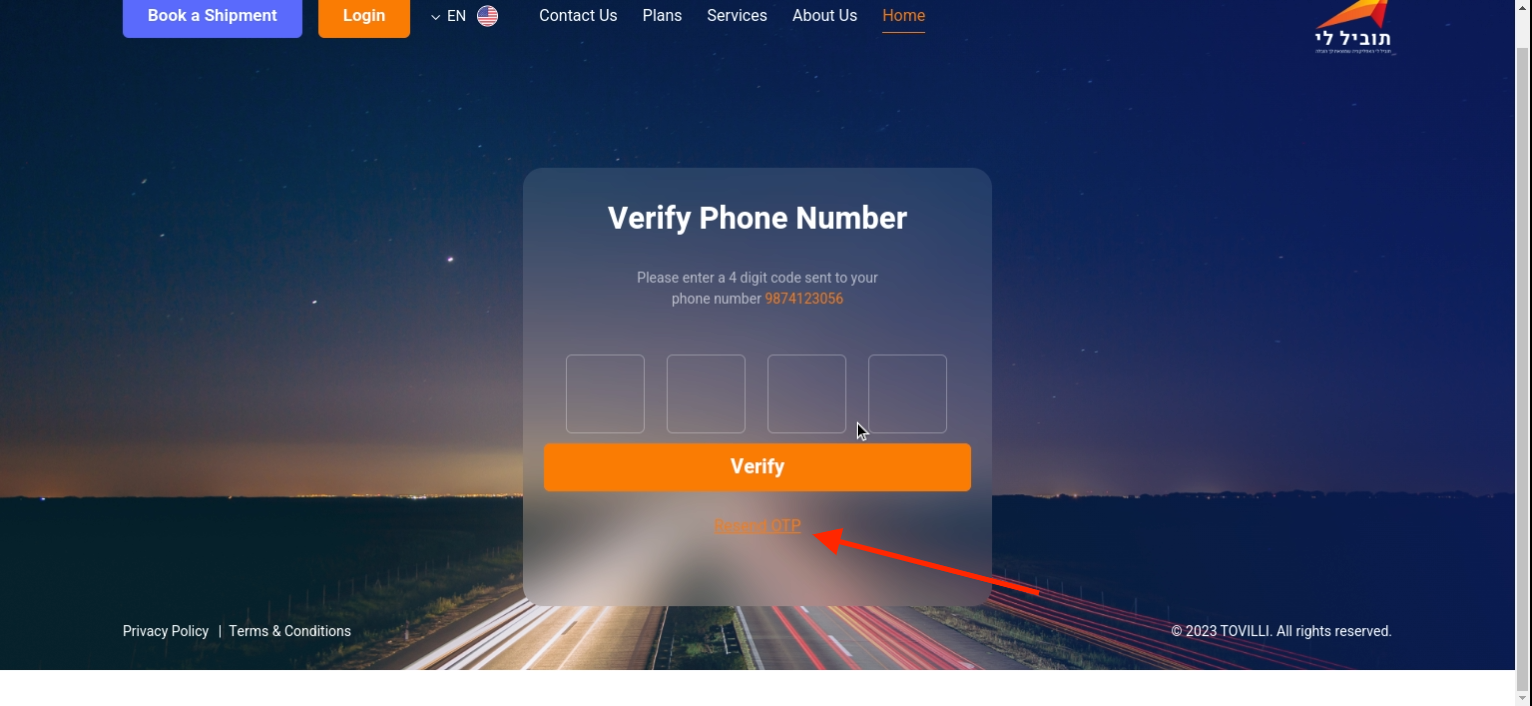 Book a Shipment
Login
EN
Contact Us
Plans
Services
About Us
Home
תוביל לי
Verify Phone Number
Please enter a 4 digit code sent to your
phone number 9874123056
Verify
Resend OTP
Privacy Policy | Terms & Conditions
© 2023 TOVILLI. All rights reserved.